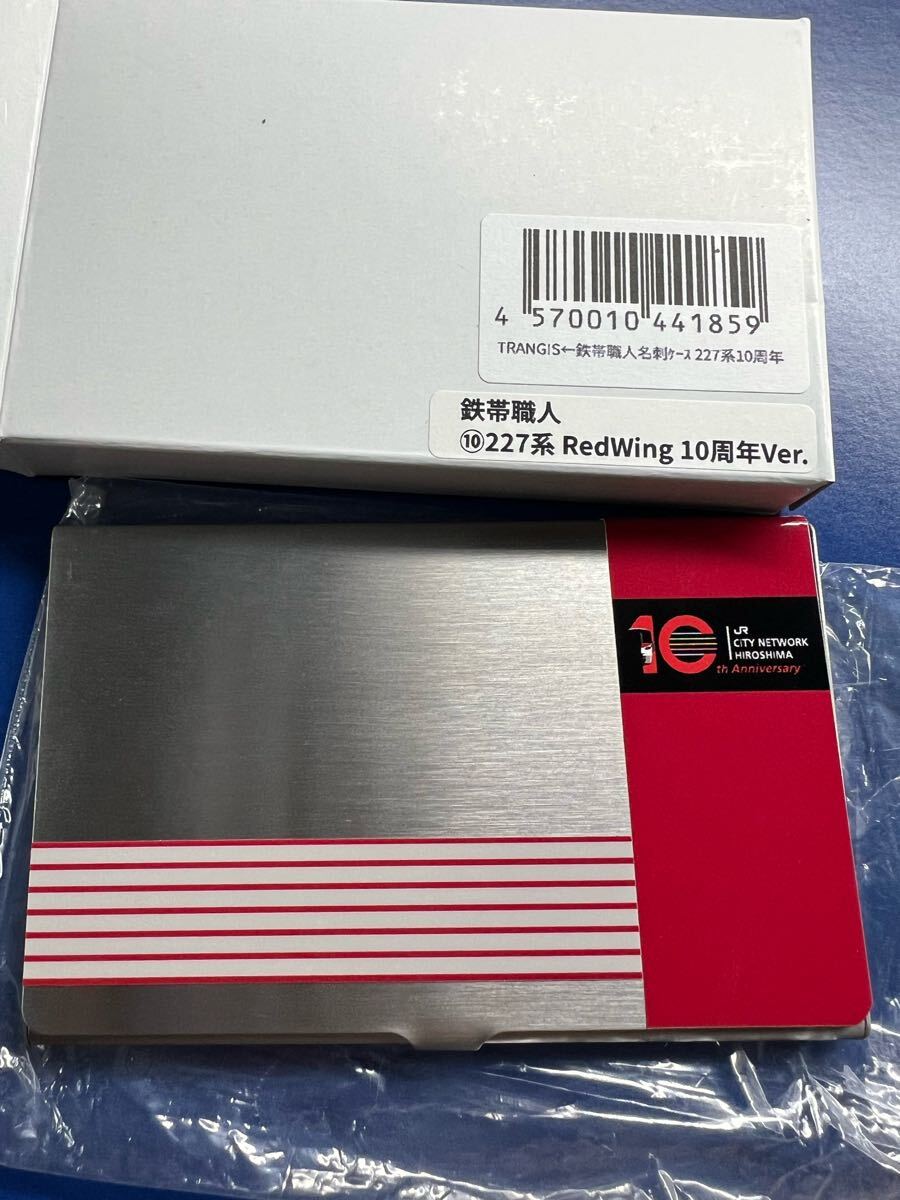 4 570010 441859
TRANGIS←鉄帯職人名刺ｹｰｽ 227系10周年
鉄帯職人
⑩227系 RedWing 10周年Ver.
10
JR
CiTY NETWORK
HIROSHIMA
th Anniversary